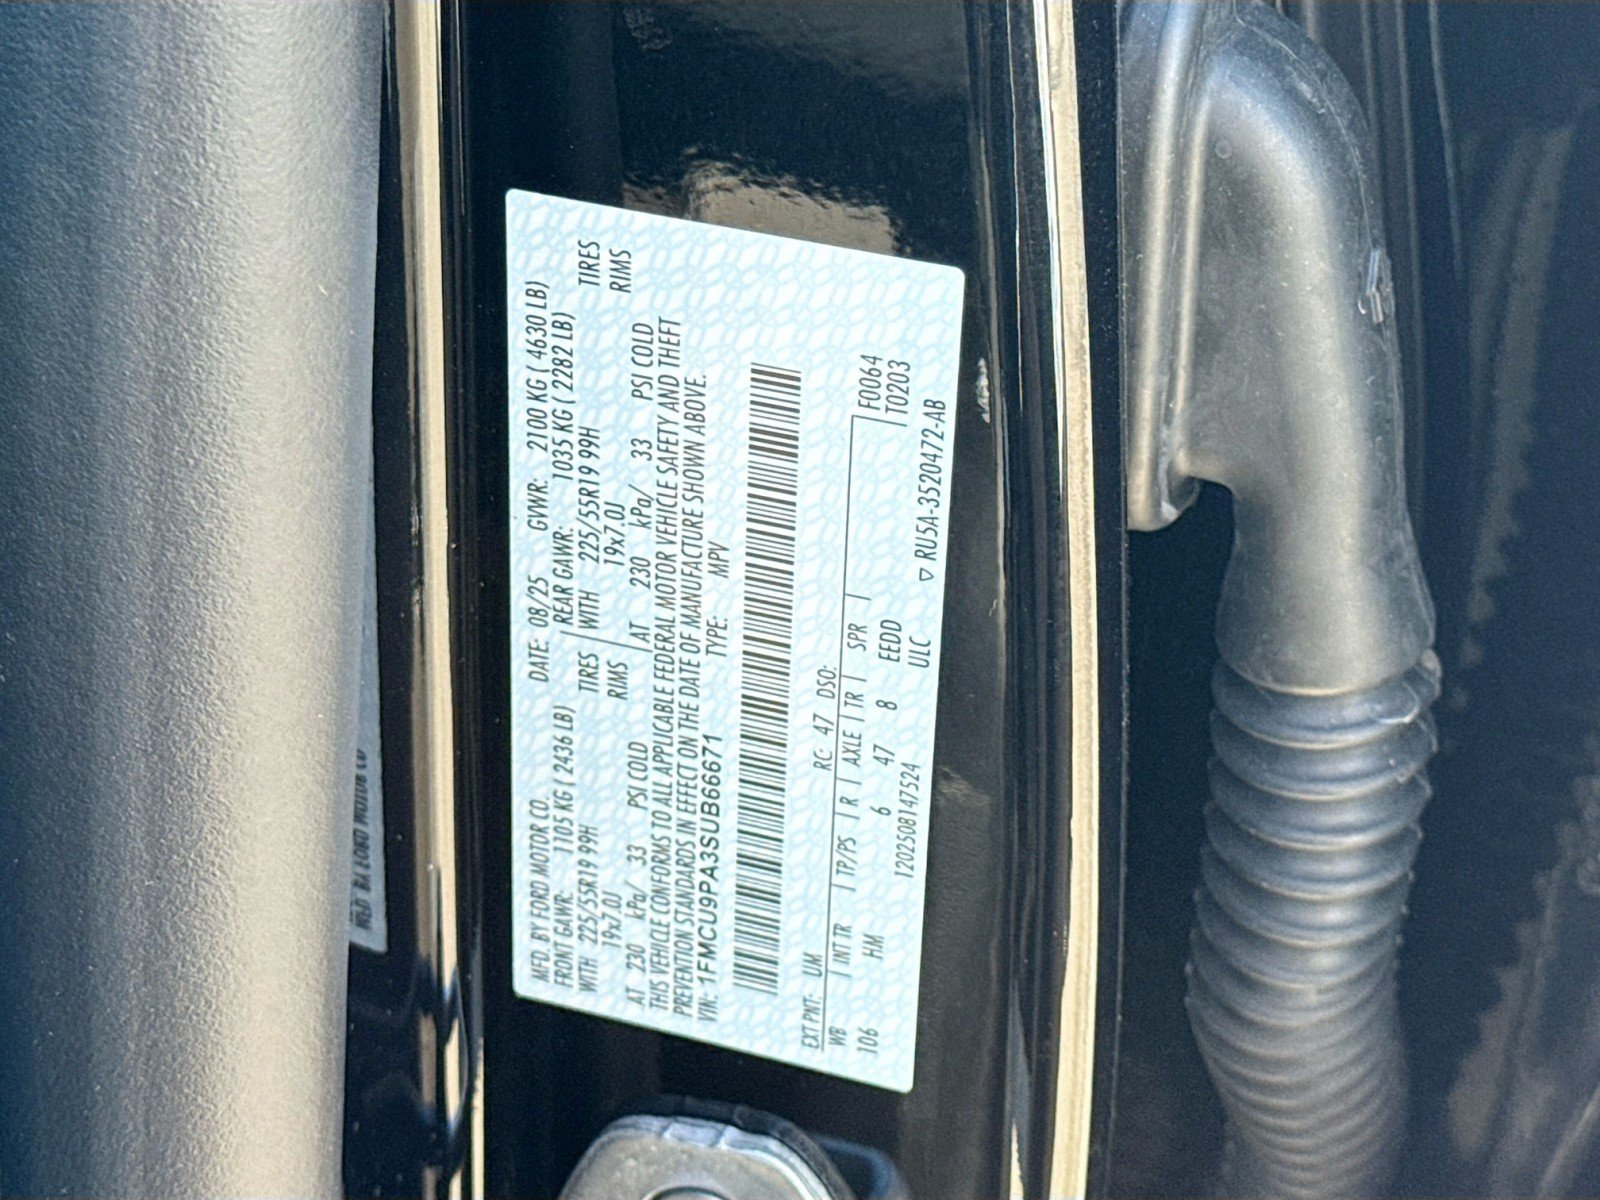 MFD. BY FORD MOTOR CO. DATE: 08/25 GVWR: 2100 KG ( 4630 LB)
FRONT GAWR: 1105 KG ( 2436 LB) REAR GAWR: 1035 KG ( 2282 LB)
WITH 225/55R19 99H TIRES WITH 225/55R19 99H TIRES
19x7.0J RIMS 19x7.0J RIMS
AT 230 kPa/ 33 PSI COLD AT 230 kPa/ 33 PSI COLD
THIS VEHICLE CONFORMS TO ALL APPLICABLE FEDERAL MOTOR VEHICLE SAFETY AND THEFT
PREVENTION STANDARDS IN EFFECT ON THE DATE OF MANUFACTURE SHOWN ABOVE.
VIN: 1FMCU9PA3SUB66671 TYPE: MPV
EXT PNT: UM RC: 47 DSO:
WB INT TR TP/PS R AXLE TR SPR F0064
106 HM 6 47 8 EEDD T0203
120250814752​4 ULC ▽ RU5A-3520472-AB